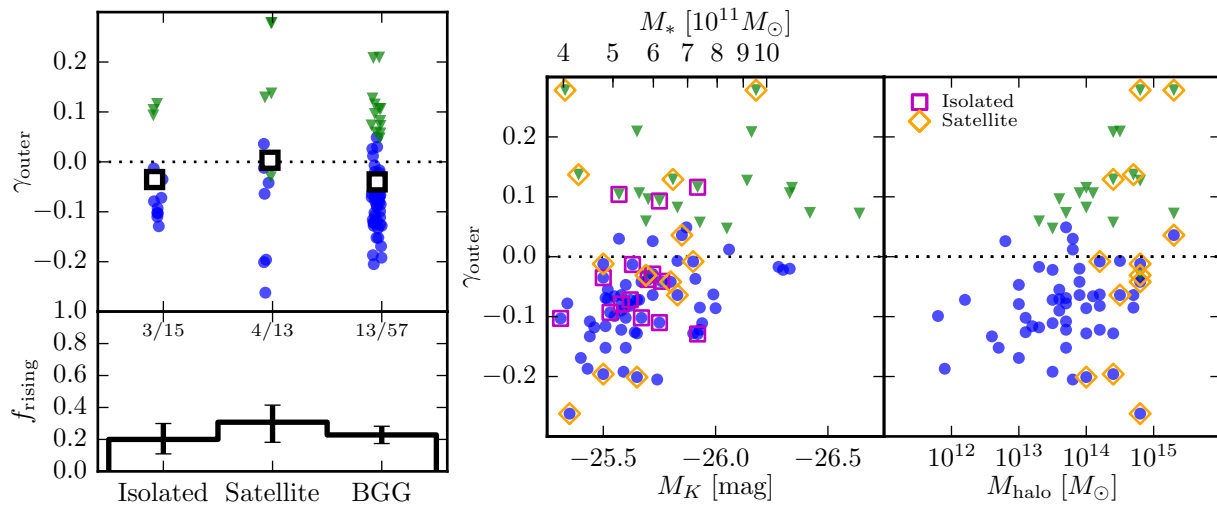 0.2
0.1
0.0
−0.1
−0.2
γouter
3/15
4/13
13/57
1.0
0.8
0.6
0.4
0.2
0.0
frising
Isolated Satellite BGG
M* [10¹¹M⊙]
4 5 6 7 8 9 10
0.2
0.1
0.0
−0.1
−0.2
γouter
−25.5 −26.0 −26.5
MK [mag]
Isolated
Satellite
10¹² 10¹³ 10¹⁴ 10¹⁵
Mhalo [M⊙]